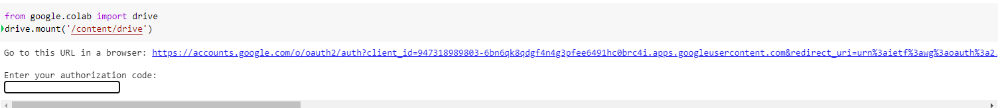 from google.colab import drive
drive.mount('/content/drive')
Go to this URL in a browser: https://accounts.google.com/o/oauth2/auth?client_id=947318989803-6bn6qk8qdgf4n4g3pfee6491hc0brc4i.apps.googleusercontent.com&redirect_uri=urn%3aietf%3awg%3aoauth%3a2.
Enter your authorization code: